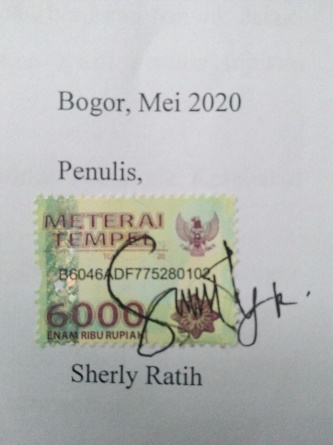 Bogor, Mei 2020
Penulis,
METERAI
TEMPEL
B6046ADF775280102
6000
ENAM RIBU RUPIAH
Sherly Ratih